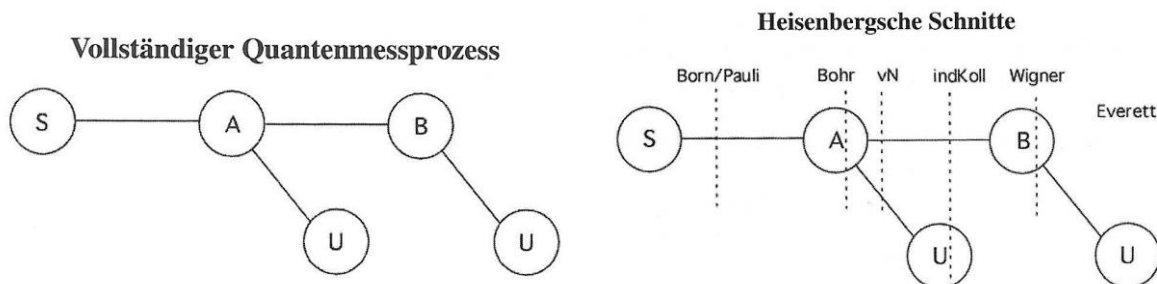 Vollständiger Quantenmessprozess
S A B
U U
Heisenbergsche Schnitte
Born/Pauli Bohr vN indKoll Wigner
Everett
S A B
U U